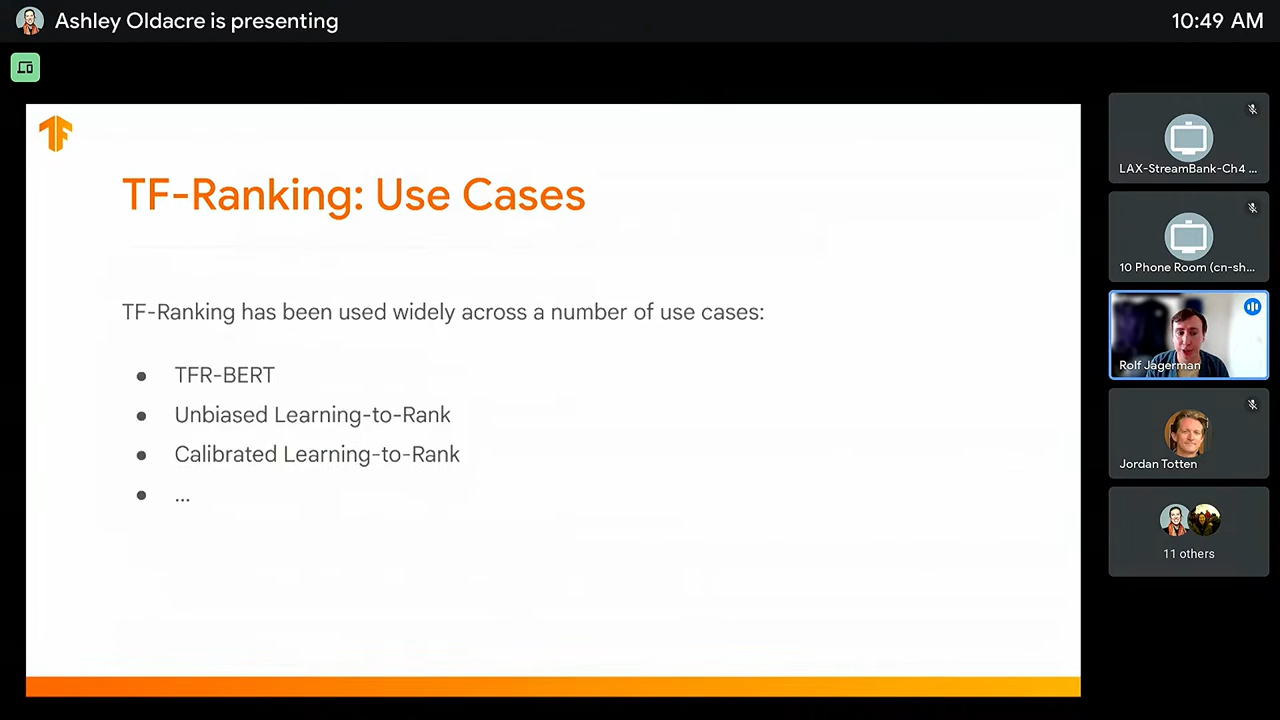 Ashley Oldacre is presenting
10:49 AM
TF-Ranking: Use Cases
TF-Ranking has been used widely across a number of use cases:
● TFR-BERT
● Unbiased Learning-to-Rank
● Calibrated Learning-to-Rank
● ...
LAX-StreamBank-Ch4 ...
10 Phone Room (cn-sh...
Rolf Jagerman
Jordan Totten
11 others